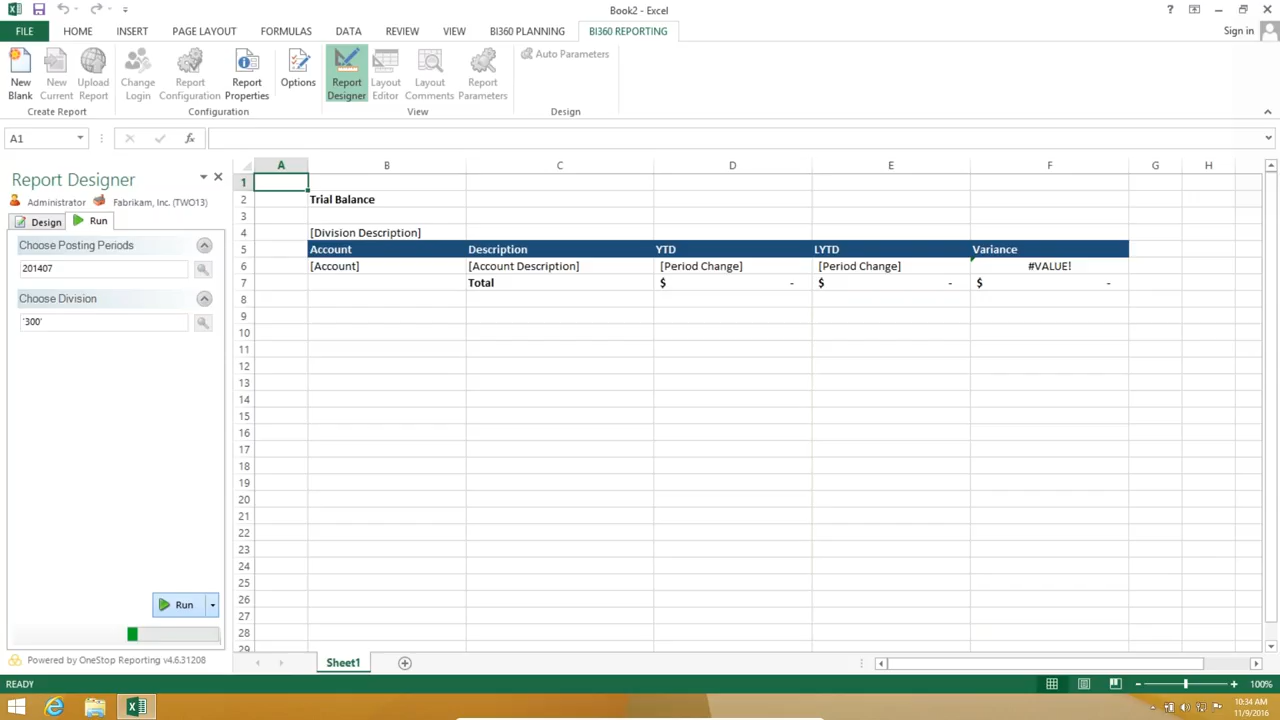 Book2 - Excel
FILE HOME INSERT PAGE LAYOUT FORMULAS DATA REVIEW VIEW BI360 PLANNING BI360 REPORTING Sign in
New Blank
New Current
Upload Report
Change Login
Report Configuration
Report Properties
Options
Report Designer
Layout Editor
Layout Comments
Report Parameters
Auto Parameters
Create Report Configuration View Design
A1 fx
Report Designer
Administrator Fabrikam, Inc. (TWO13)
Design Run
Choose Posting Periods
201407
Choose Division
'300'
Run
Powered by OneStop Reporting v4.6.31208
A B C D E F G H
1
2 Trial Balance
3
4 [Division Description]
5 Account Description YTD LYTD Variance
6 [Account] [Account Description] [Period Change] [Period Change] #VALUE!
7 Total $ - $ - $ -
8
9
10
11
12
13
14
15
16
17
18
19
20
21
22
23
24
25
26
27
28
29
Sheet1
READY 100%
10:34 AM
11/9/2016